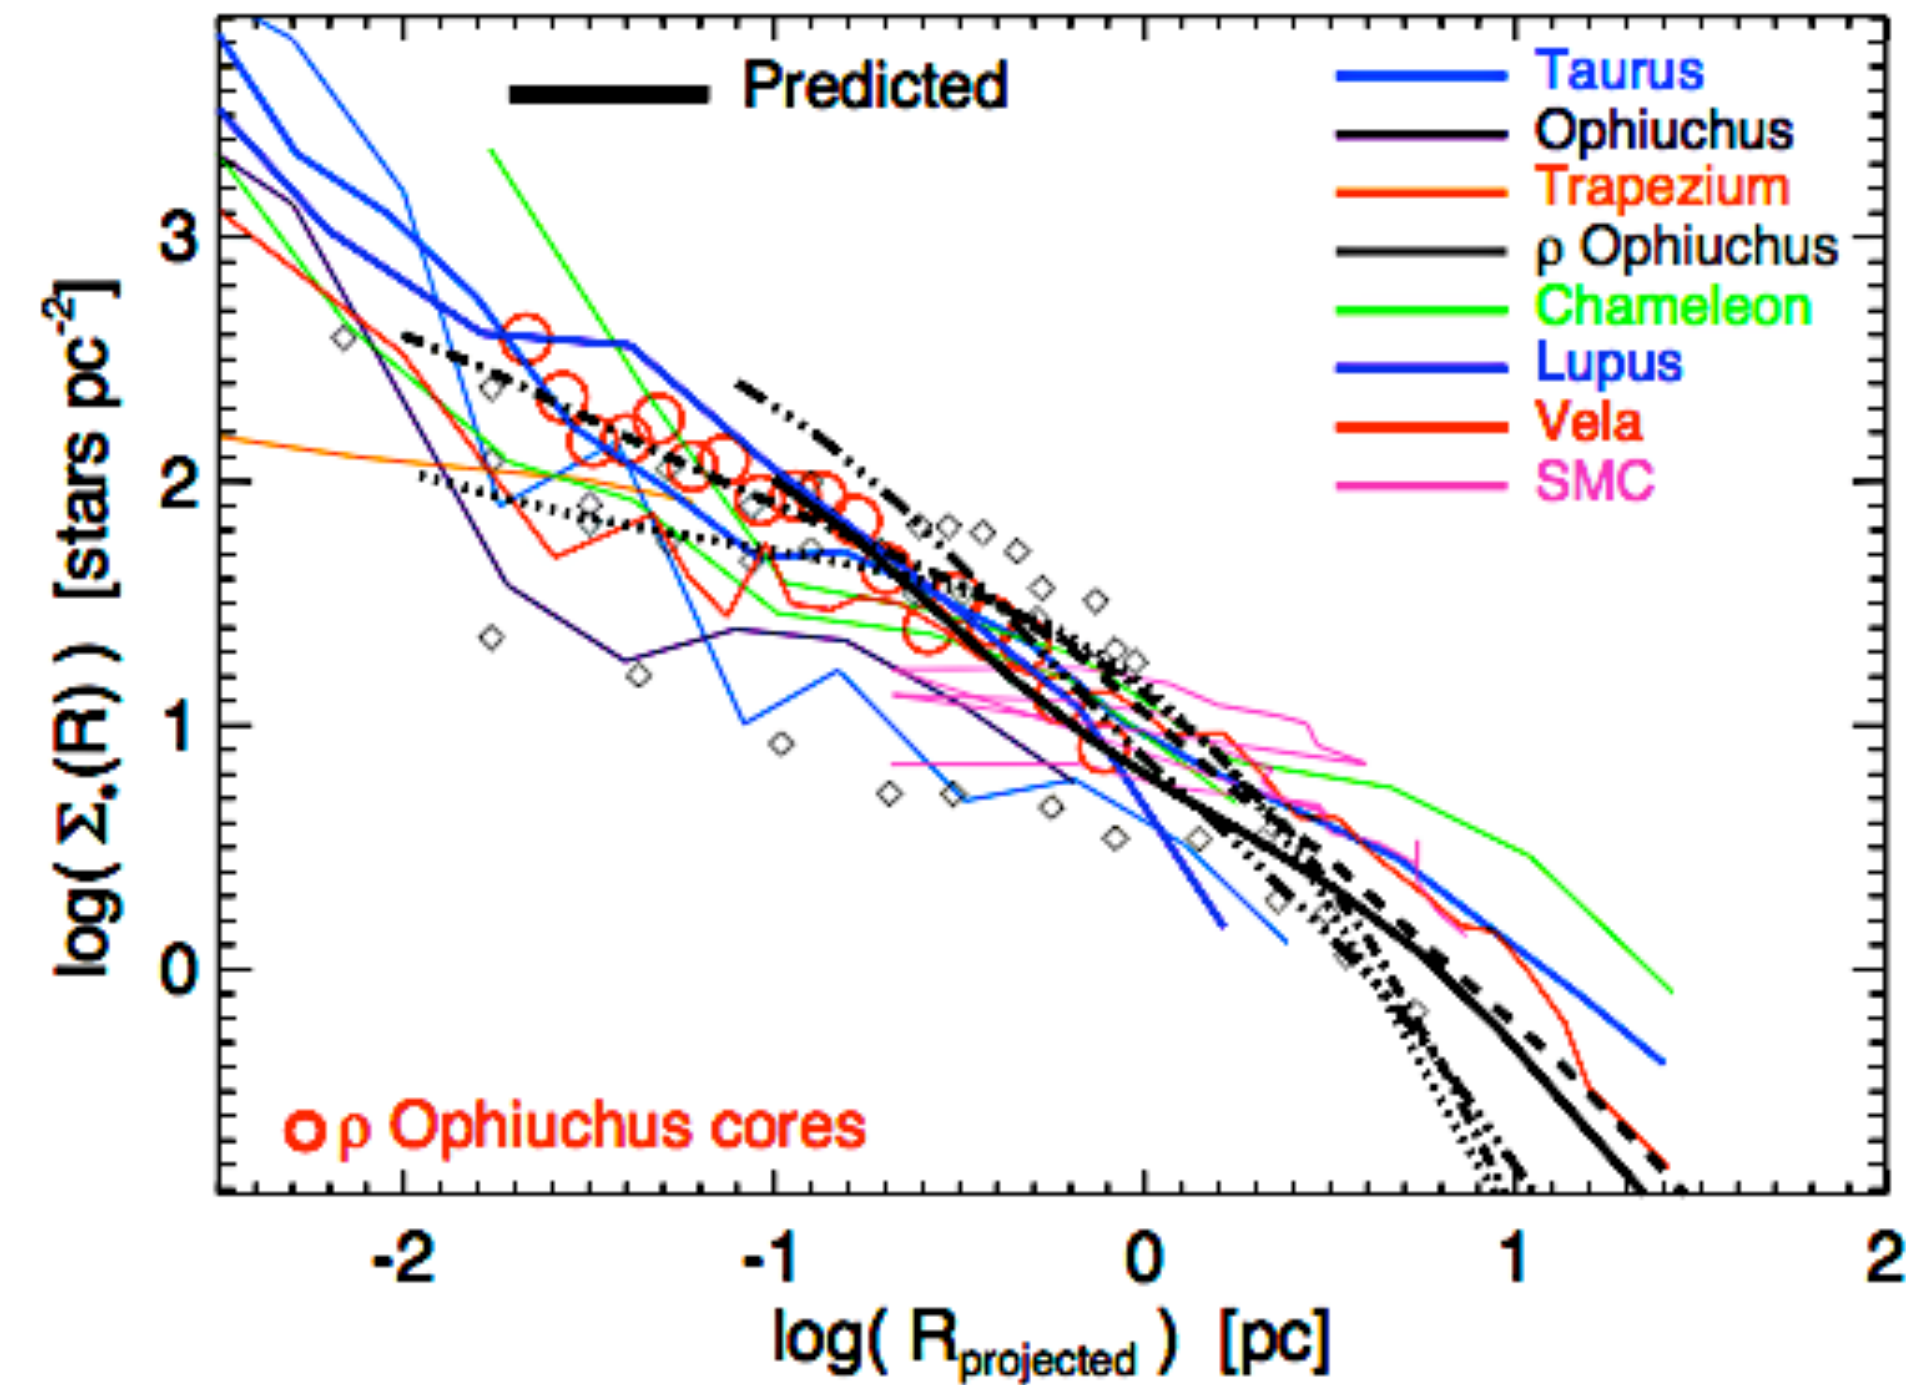 Predicted
Taurus
Ophiuchus
Trapezium
ρ Ophiuchus
Chameleon
Lupus
Vela
SMC
3
2
1
0
log( Σ*(R) ) [stars pc-2]
ρ Ophiuchus cores
-2 -1 0 1 2
log( Rprojected ) [pc]